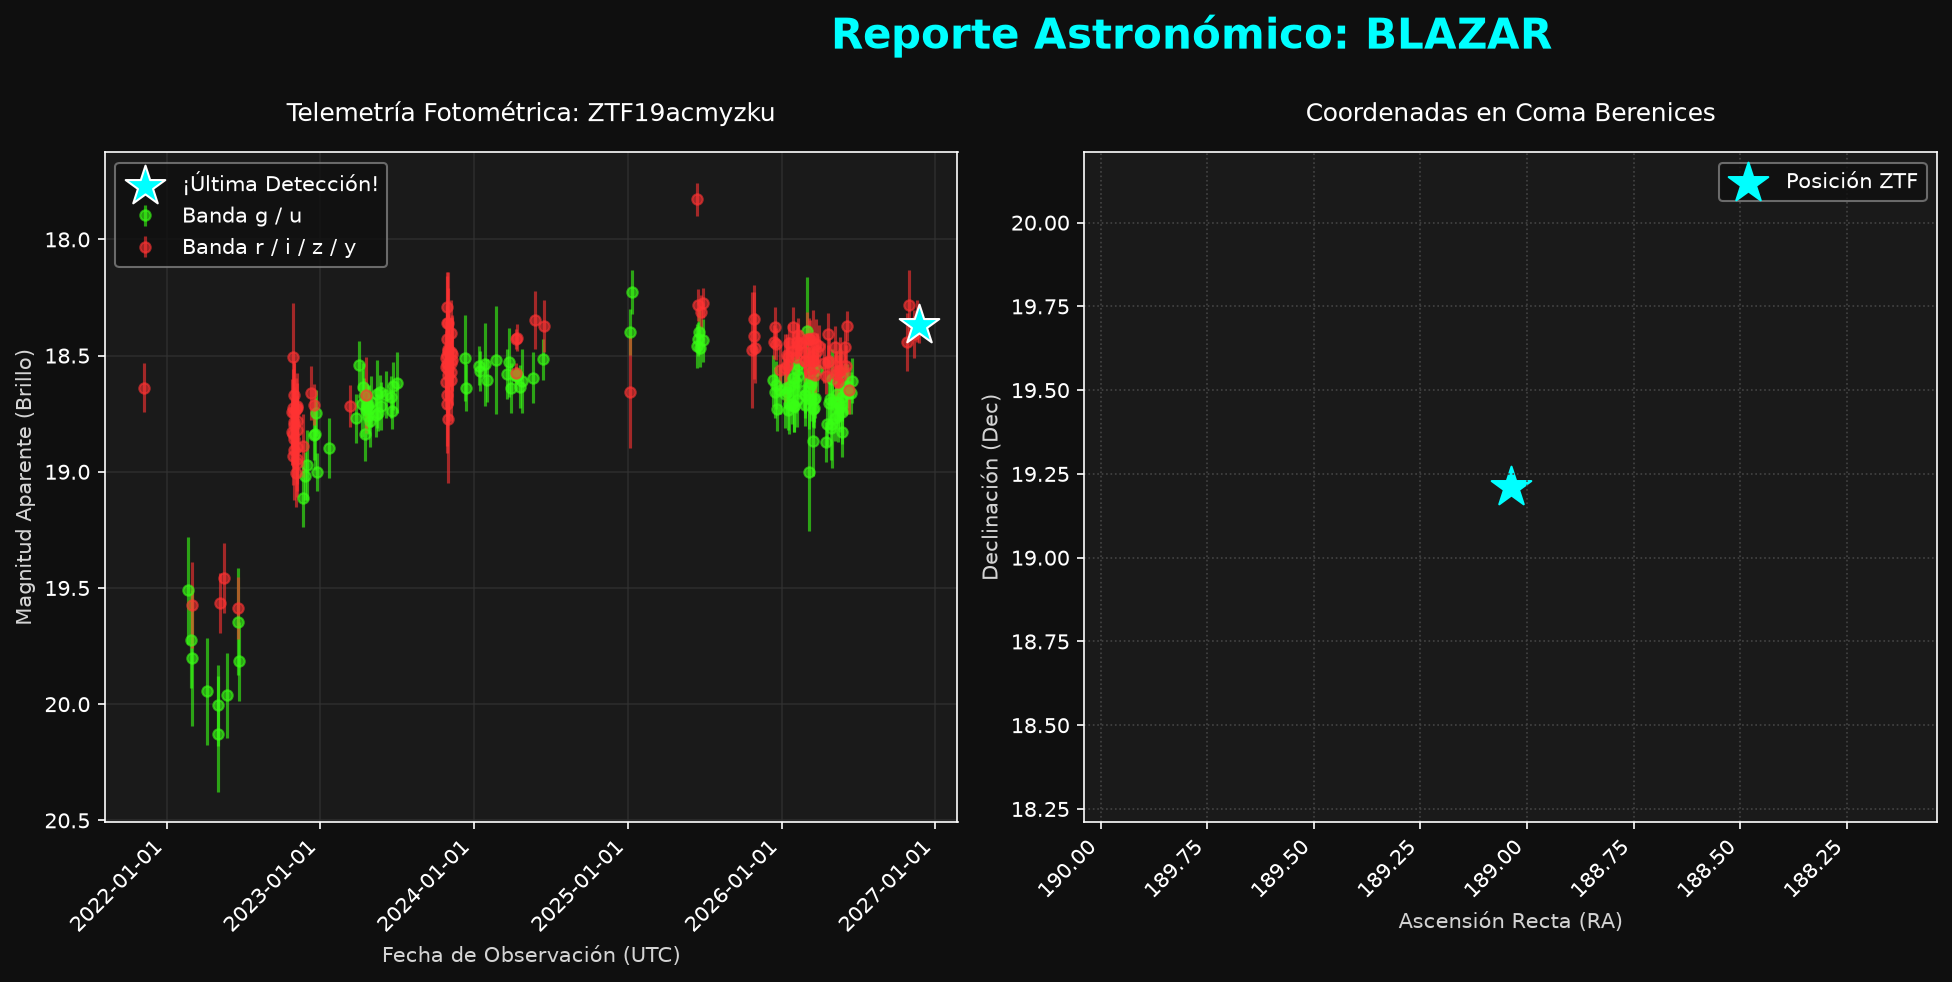 Reporte Astronómico: BLAZAR
Telemetría Fotométrica: ZTF19acmyzku
¡Última Detección!
Banda g / u
Banda r / i / z / y
Magnitud Aparente (Brillo)
18.0
18.5
19.0
19.5
20.0
20.5
2022-01-01
2023-01-01
2024-01-01
2025-01-01
2026-01-01
2027-01-01
Fecha de Observación (UTC)
Coordenadas en Coma Berenices
Posición ZTF
Declinación (Dec)
20.00
19.75
19.50
19.25
19.00
18.75
18.50
18.25
190.00
189.75
189.50
189.25
189.00
188.75
188.50
188.25
Ascensión Recta (RA)